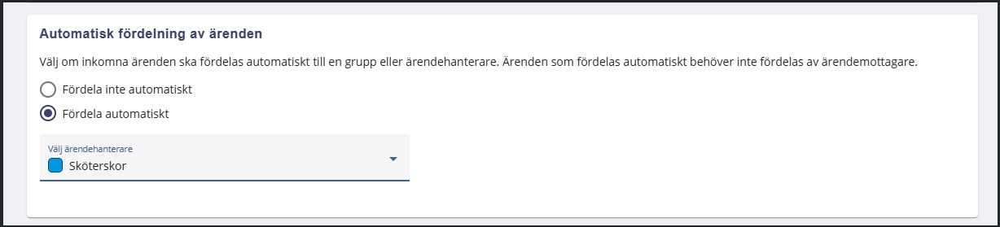 Automatisk fördelning av ärenden
Välj om inkomna ärenden ska fördelas automatiskt till en grupp eller ärendehanterare. Ärenden som fördelas automatiskt behöver inte fördelas av ärendemottagare.
Fördela inte automatiskt
Fördela automatiskt
Välj ärendehanterare
Sköterskor